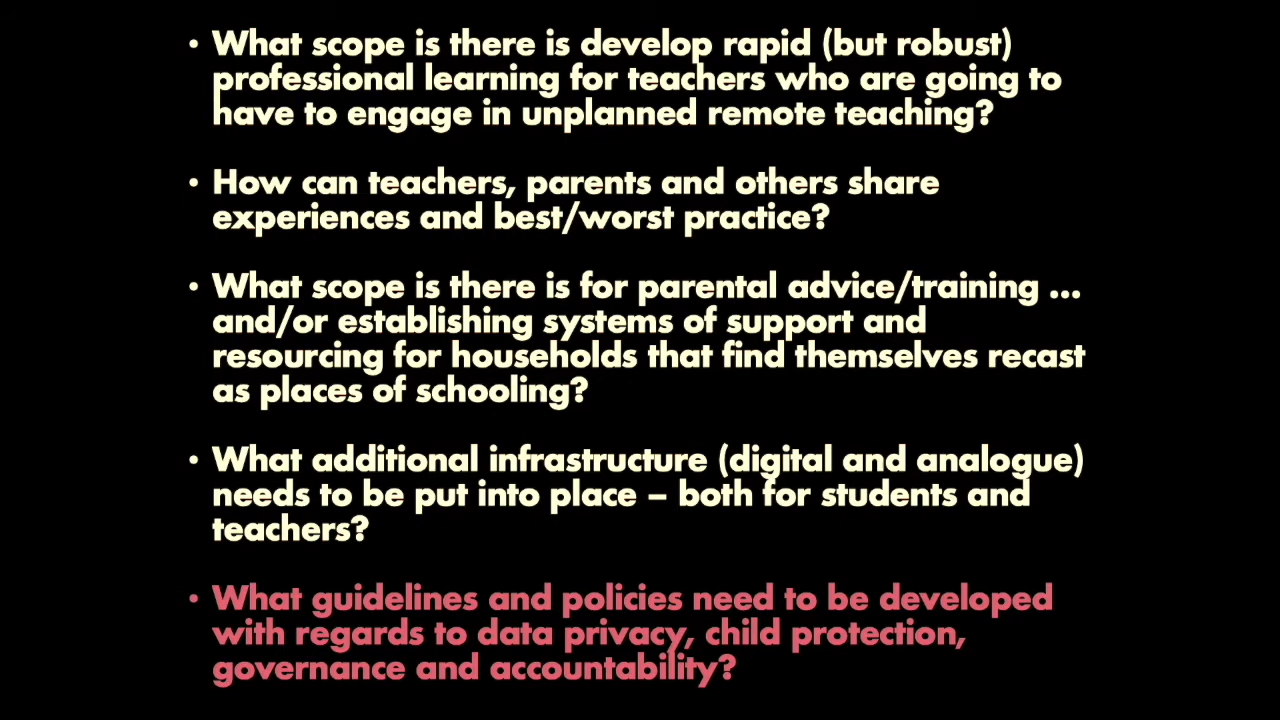 • What scope is there is develop rapid (but robust)
professional learning for teachers who are going to
have to engage in unplanned remote teaching?
• How can teachers, parents and others share
experiences and best/worst practice?
• What scope is there is for parental advice/training ...
and/or establishing systems of support and
resourcing for households that find themselves recast
as places of schooling?
• What additional infrastructure (digital and analogue)
needs to be put into place – both for students and
teachers?
• What guidelines and policies need to be developed
with regards to data privacy, child protection,
governance and accountability?